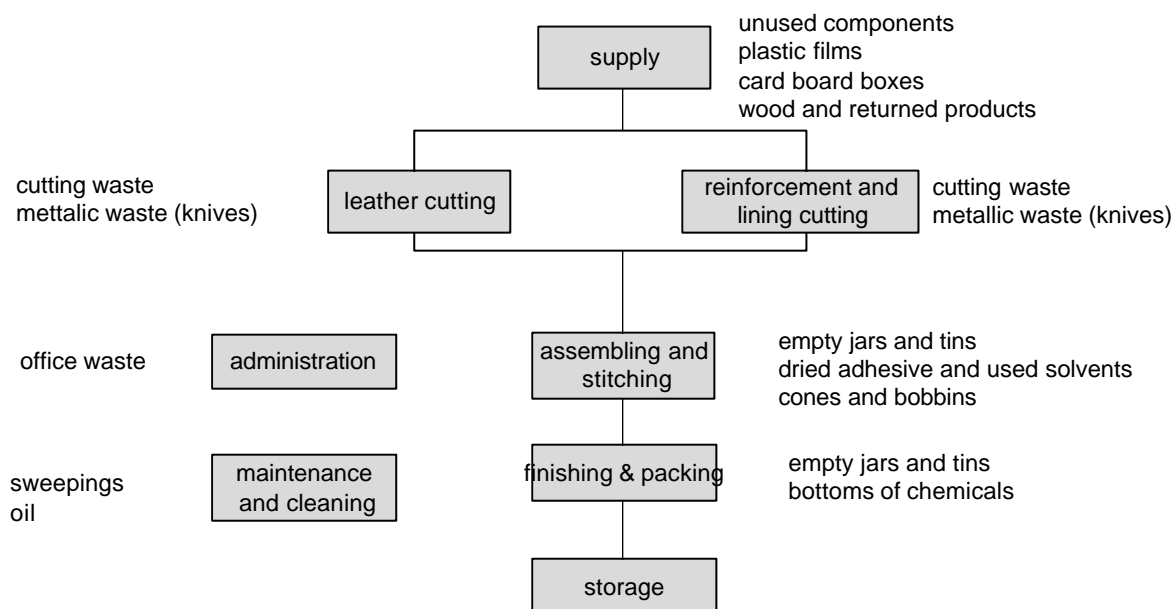 supply
unused components
plastic films
card board boxes
wood and returned products
cutting waste
mettalic waste (knives)
leather cutting
reinforcement and
lining cutting
cutting waste
metallic waste (knives)
office waste
administration
assembling and
stitching
empty jars and tins
dried adhesive and used solvents
cones and bobbins
sweepings
oil
maintenance
and cleaning
finishing & packing
empty jars and tins
bottoms of chemicals
storage